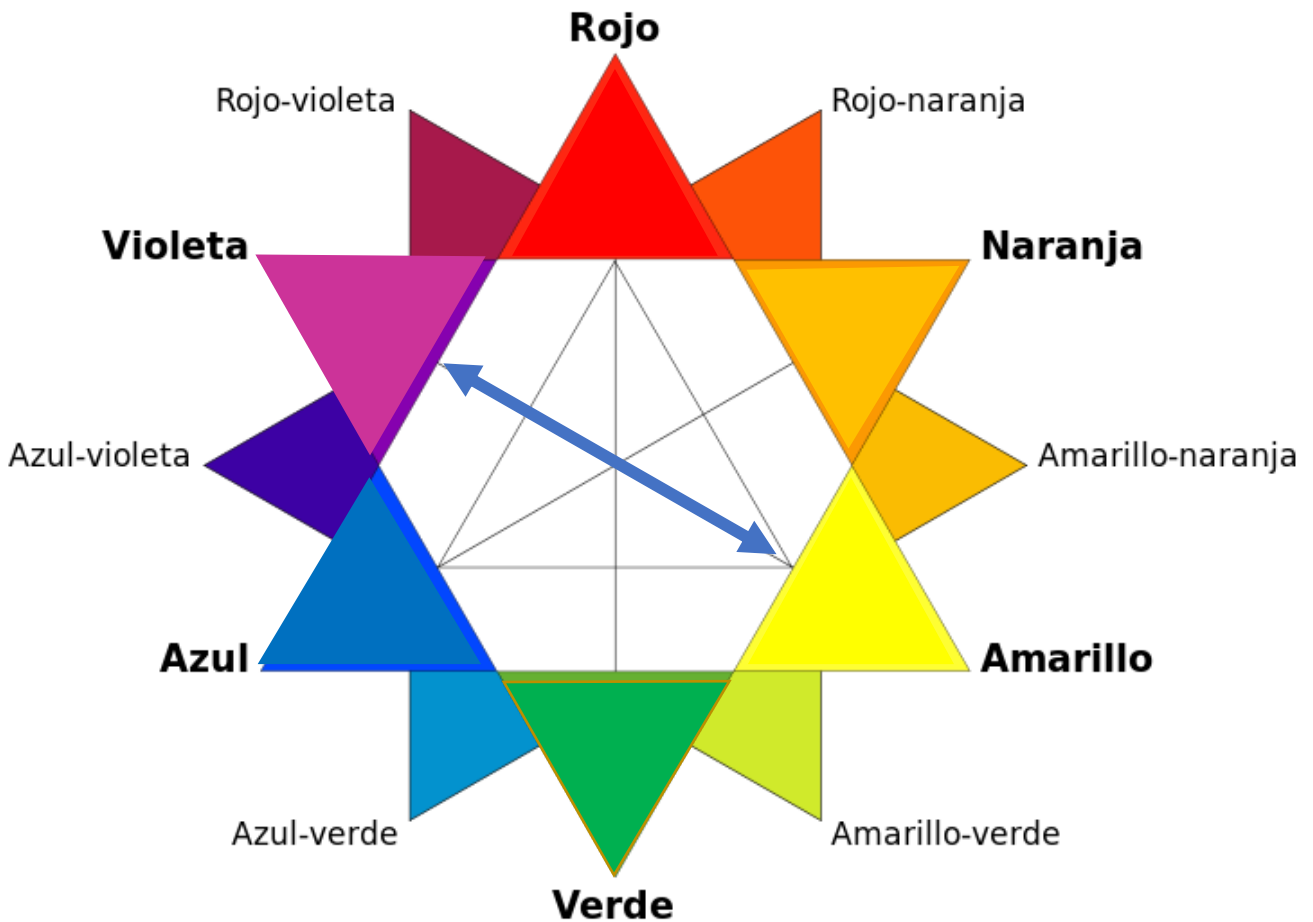 Rojo
Rojo-violeta
Rojo-naranja
Violeta
Naranja
Azul-violeta
Amarillo-naranja
Azul
Amarillo
Azul-verde
Amarillo-verde
Verde